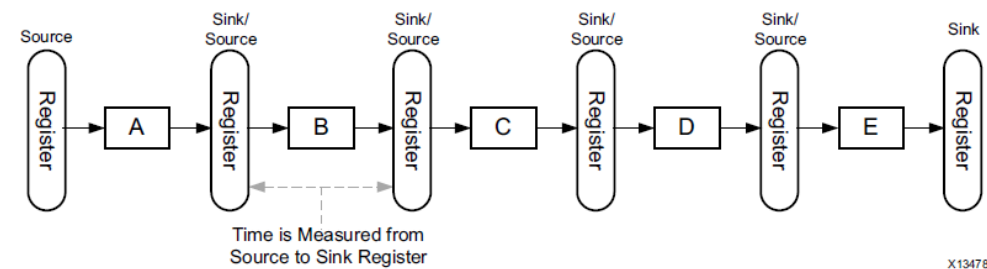 Source
Sink/
Source
Sink/
Source
Sink/
Source
Sink/
Source
Sink
Register
A
Register
B
Register
C
Register
D
Register
E
Register
Time is Measured from
Source to Sink Register
X13478